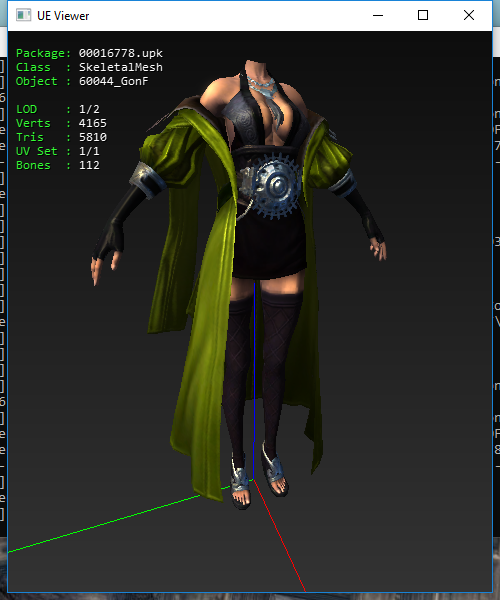 UE Viewer
Package: 00016778.upk
Class : SkeletalMesh
Object : 60044_GonF
LOD : 1/2
Verts : 4165
Tris : 5810
UV Set : 1/1
Bones : 112